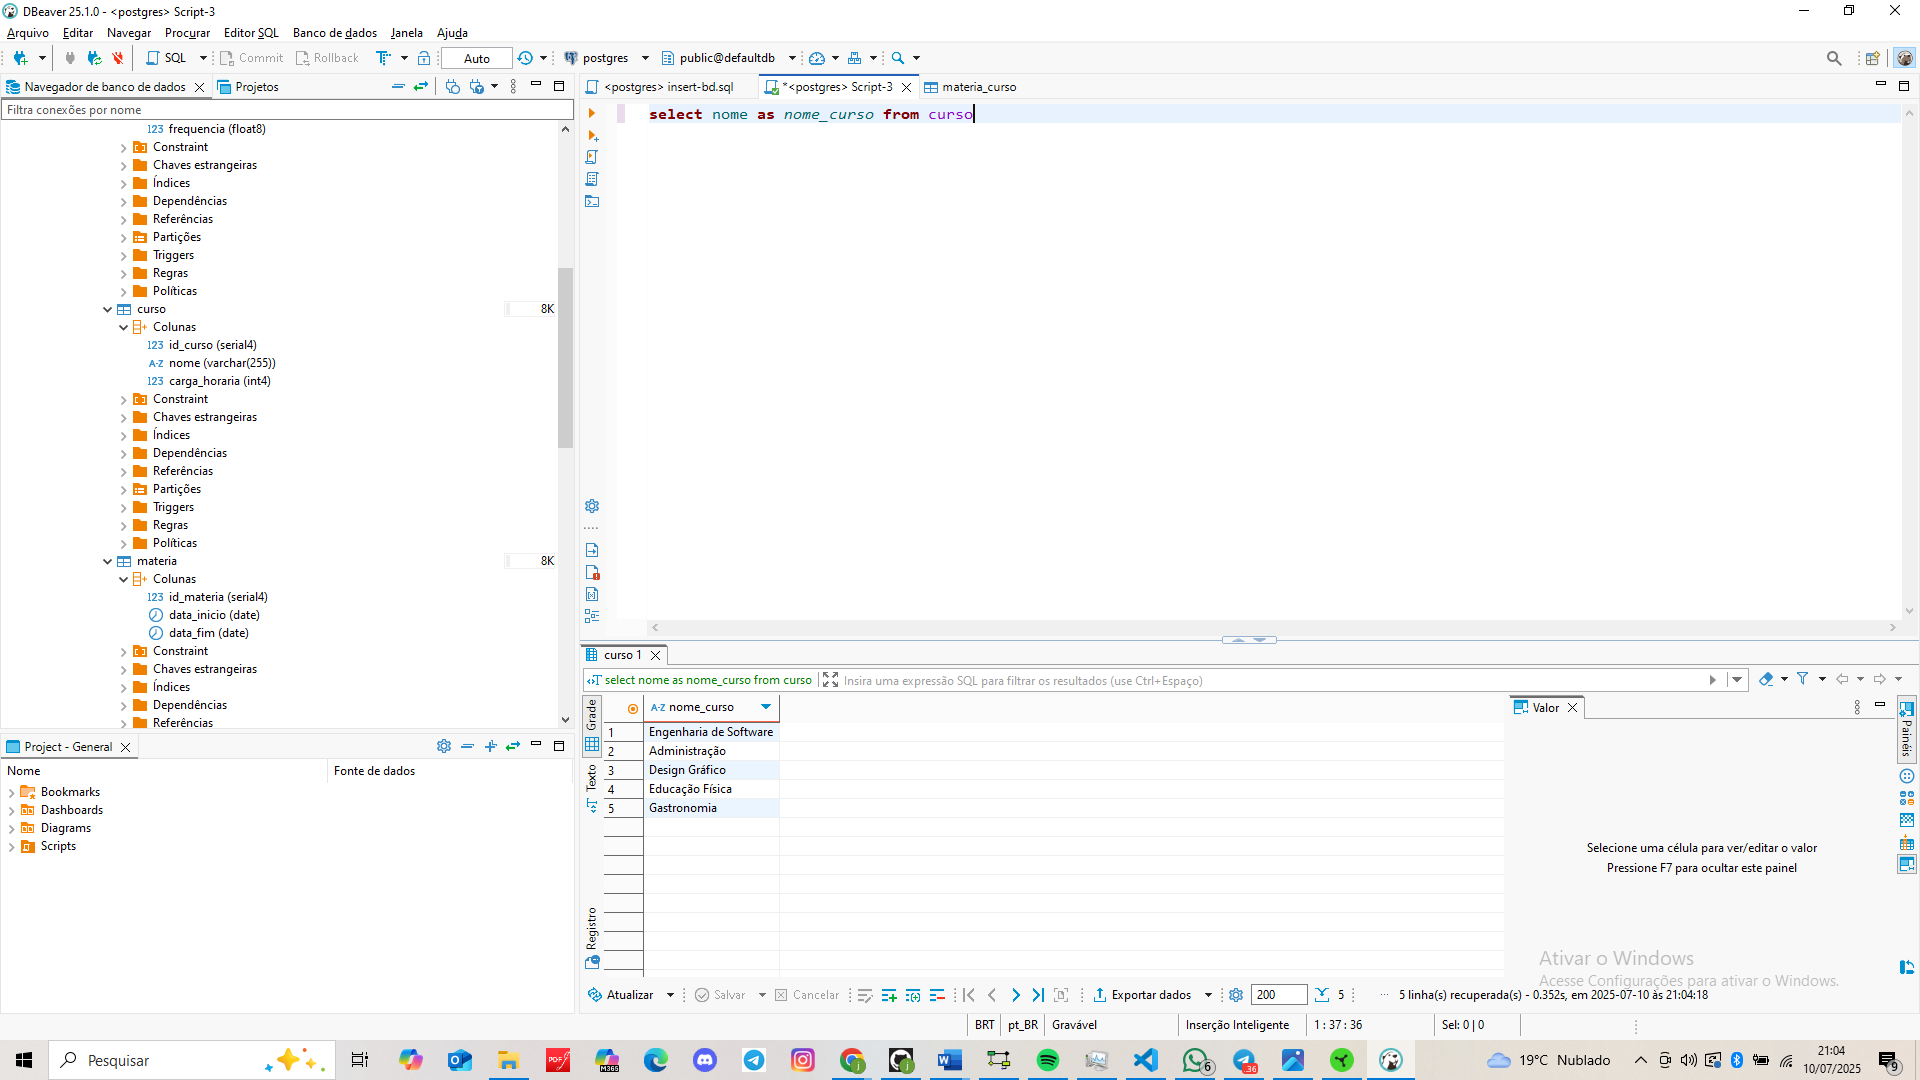 DBeaver 25.1.0 - <postgres> Script-3
Arquivo Editar Navegar Procurar Editor SQL Banco de dados Janela Ajuda
SQL Commit Rollback Auto postgres public@defaultdb
Navegador de banco de dados Projetos
Filtra conexões por nome
123 frequencia (float8)
Constraint
Chaves estrangeiras
Índices
Dependências
Referências
Partições
Triggers
Regras
Políticas
curso 8K
Colunas
123 id_curso (serial4)
A-Z nome (varchar(255))
123 carga_horaria (int4)
Constraint
Chaves estrangeiras
Índices
Dependências
Referências
Partições
Triggers
Regras
Políticas
materia 8K
Colunas
123 id_materia (serial4)
data_inicio (date)
data_fim (date)
Constraint
Chaves estrangeiras
Índices
Dependências
Referências
Project - General
Nome Fonte de dados
Bookmarks
Dashboards
Diagrams
Scripts
<postgres> insert-bd.sql *<postgres> Script-3 materia_curso
select nome as nome_curso from curso
curso 1
select nome as nome_curso from curso Insira uma expressão SQL para filtrar os resultados (use Ctrl+Espaço)
Grade
Texto
Registro
A-Z nome_curso
1 Engenharia de Software
2 Administração
3 Design Gráfico
4 Educação Física
5 Gastronomia
Valor
Painéis
Selecione uma célula para ver/editar o valor
Pressione F7 para ocultar este painel
Ativar o Windows
Acesse Configurações para ativar o Windows.
Atualizar Salvar Cancelar Exportar dados 200 5 5 linha(s) recuperada(s) - 0.352s, em 2025-07-10 às 21:04:18
BRT pt_BR Gravável Inserção Inteligente 1 : 37 : 36 Sel: 0 | 0
Pesquisar
PDF
M365
6
36
19°C Nublado
21:04
10/07/2025
9